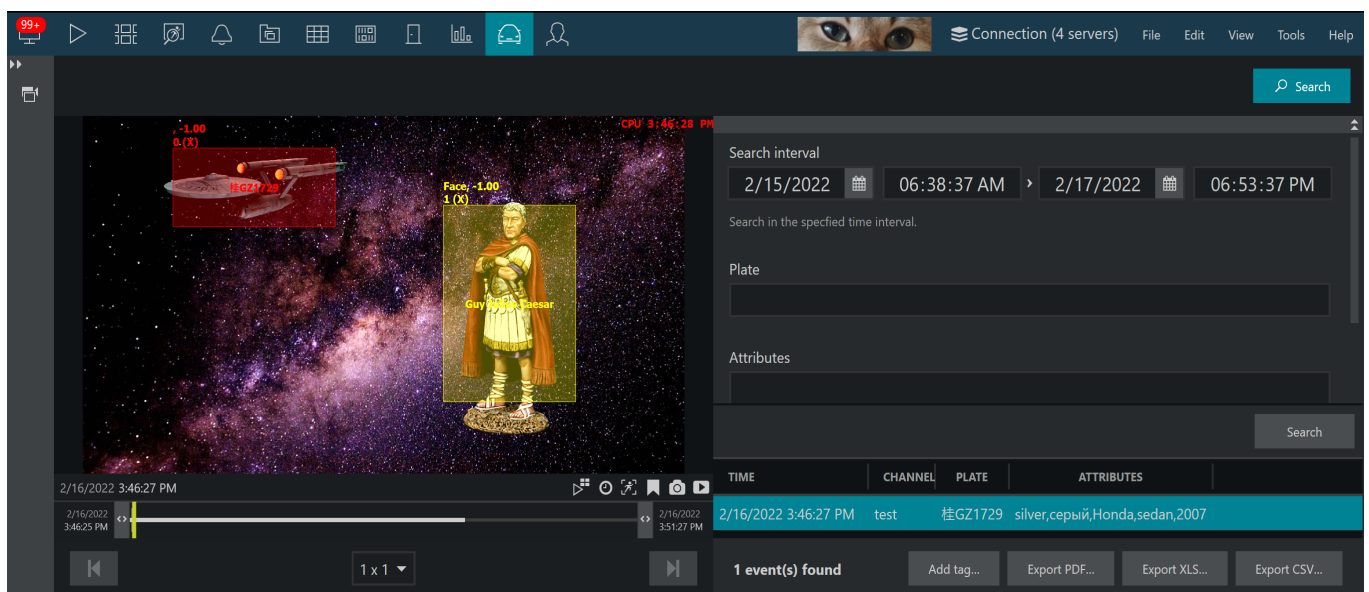 99+
Connection (4 servers) File Edit View Tools Help
Search
CPU 3:46:28 PM
, -1.00
0 (X)
桂GZ1729
Face, -1.00
1 (X)
Search interval
2/15/2022 06:38:37 AM › 2/17/2022 06:53:37 PM
Search in the specfied time interval.
Plate
Attributes
Search
2/16/2022 3:46:27 PM
2/16/2022
3:46:25 PM
2/16/2022
3:51:27 PM
1 x 1
TIME CHANNEL PLATE ATTRIBUTES
2/16/2022 3:46:27 PM test 桂GZ1729 silver,серый,Honda,sedan,2007
1 event(s) found Add tag... Export PDF... Export XLS... Export CSV...
Guy Caesar